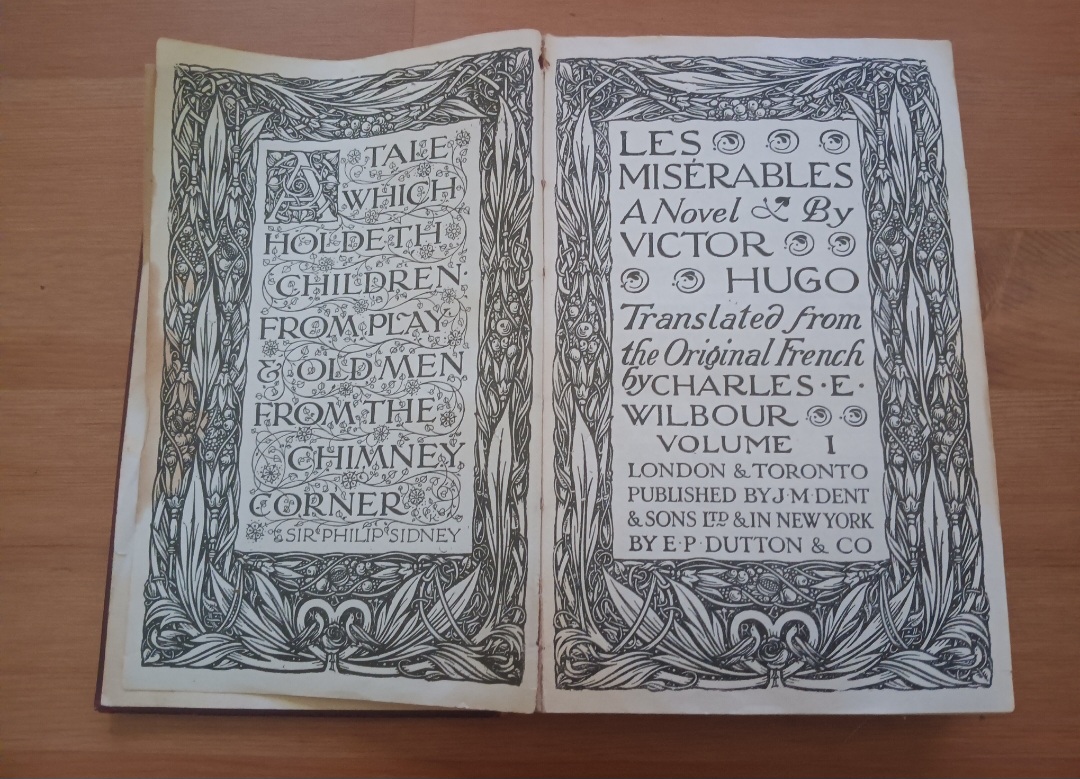 A TALE
WHICH
HOLDETH
CHILDREN
FROM PLAY
& OLD MEN
FROM THE
CHIMNEY
CORNER
SIR PHILIP SIDNEY
LES
MISÉRABLES
A Novel By
VICTOR
HUGO
Translated from
the Original French
by CHARLES·E·
WILBOUR
VOLUME I
LONDON & TORONTO
PUBLISHED BY J·M·DENT
& SONS LTD & IN NEW YORK
BY E·P·DUTTON & CO